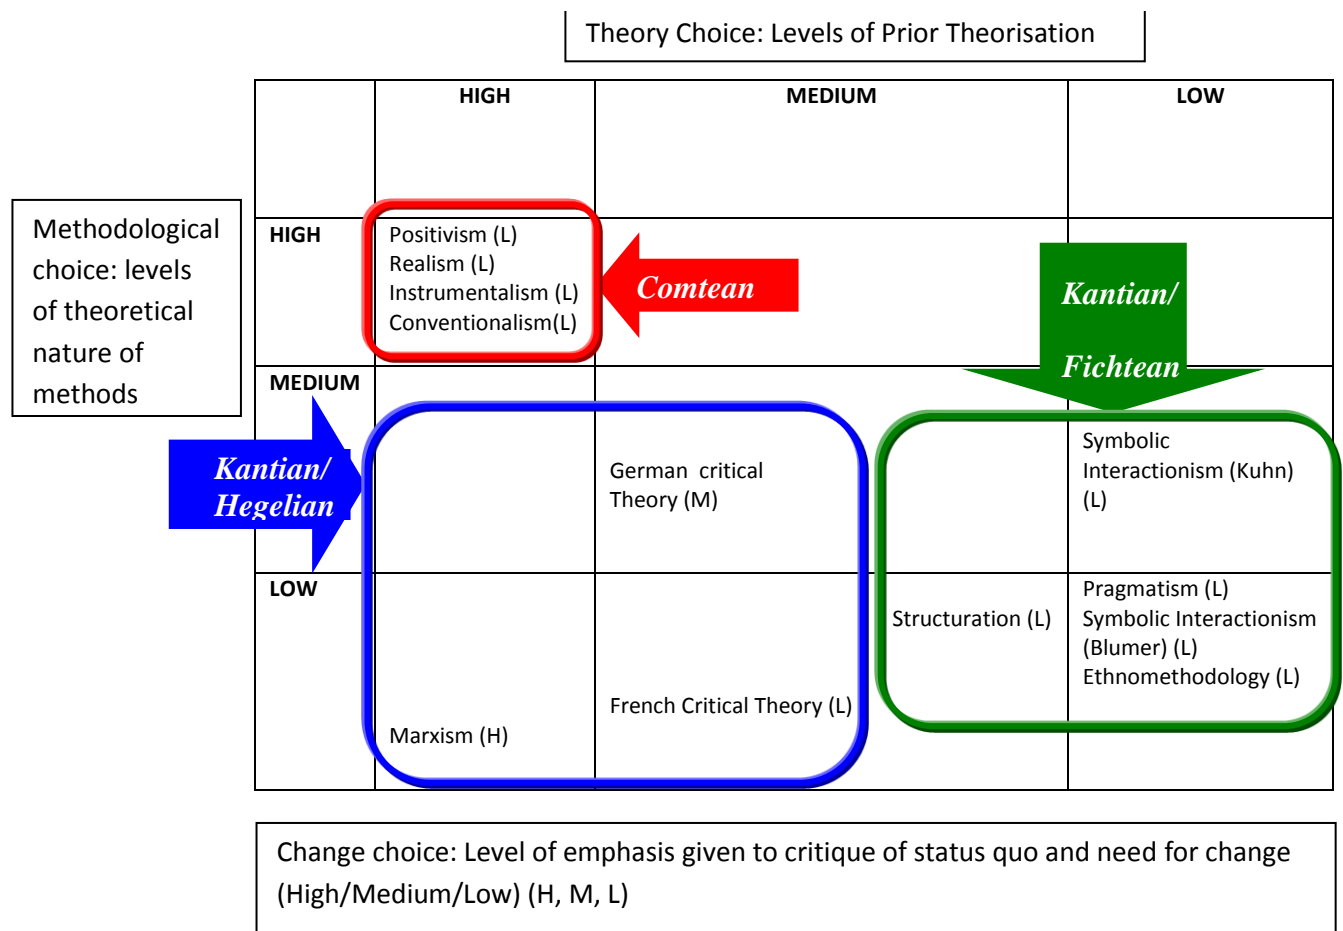 Theory Choice: Levels of Prior Theorisation
HIGH
MEDIUM
LOW
Methodological
choice: levels
of theoretical
nature of
methods
HIGH
Positivism (L)
Realism (L)
Instrumentalism (L)
Conventionalism(L)
Comtean
Kantian/
Fichtean
MEDIUM
Kantian/
Hegelian
German critical
Theory (M)
Symbolic
Interactionism (Kuhn)
(L)
LOW
Marxism (H)
French Critical Theory (L)
Structuration (L)
Pragmatism (L)
Symbolic Interactionism
(Blumer) (L)
Ethnomethodology (L)
Change choice: Level of emphasis given to critique of status quo and need for change
(High/Medium/Low) (H, M, L)